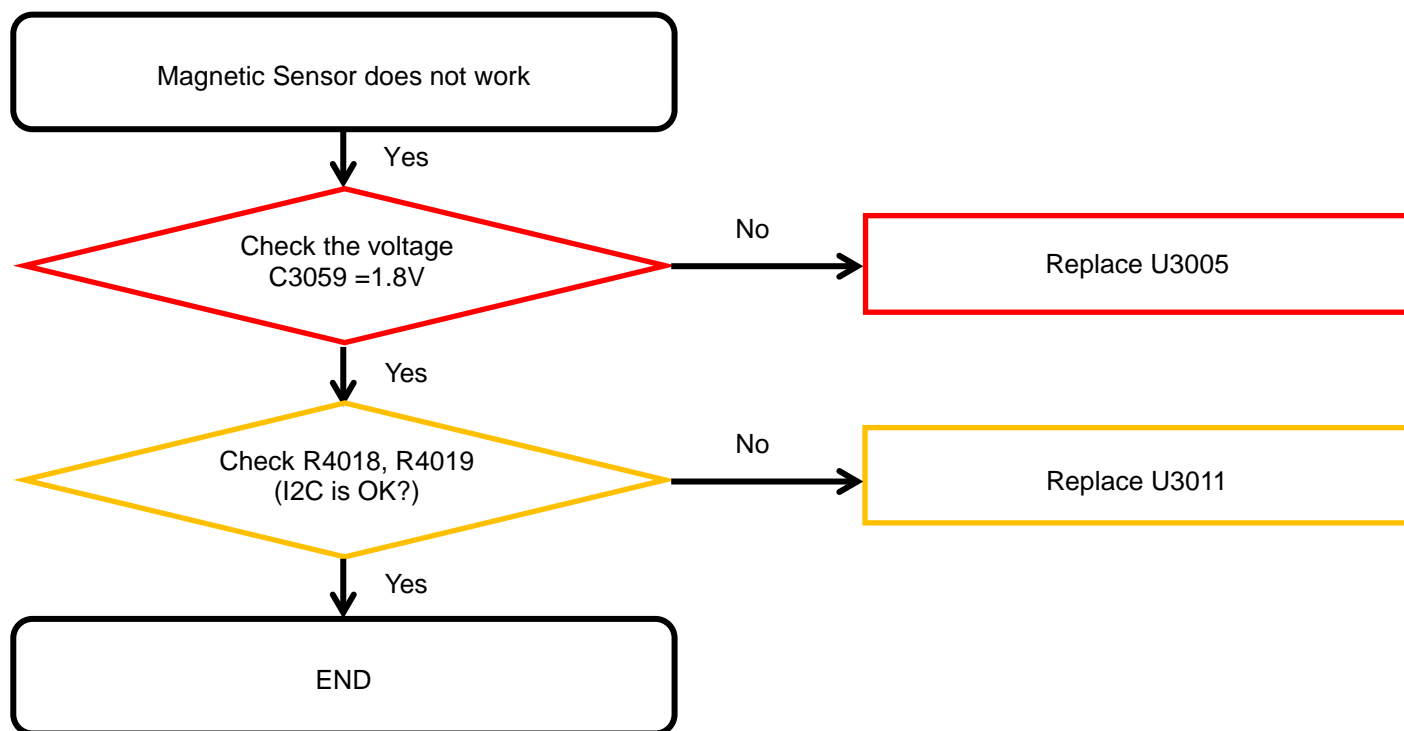 Magnetic Sensor does not work
Yes
Check the voltage
C3059 =1.8V
No
Replace U3005
Yes
Check R4018, R4019
(I2C is OK?)
No
Replace U3011
Yes
END